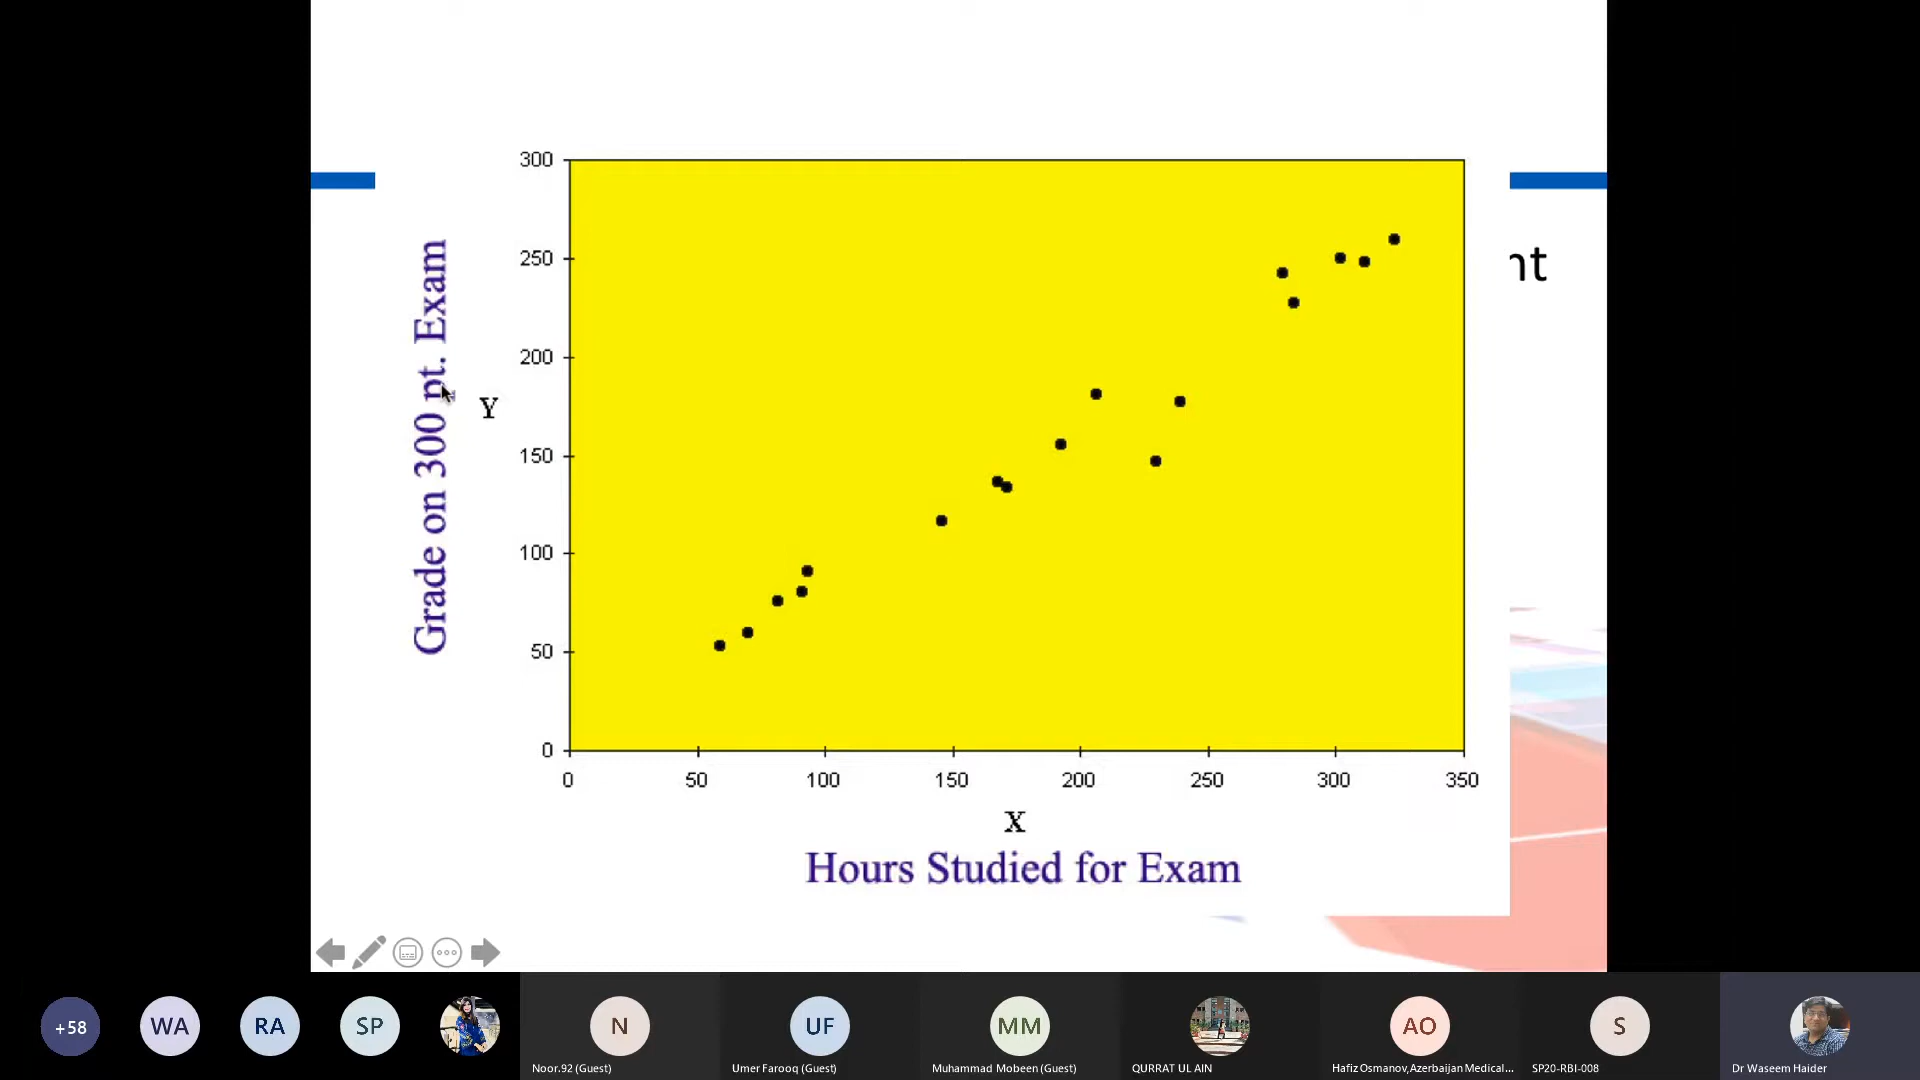 300
250
200
150
100
50
0
Grade on 300 pt. Exam
Y
nt
0 50 100 150 200 250 300 350
X
Hours Studied for Exam
+58
WA
RA
SP
N
UF
MM
AO
S
Noor.92 (Guest)
Umer Farooq (Guest)
Muhammad Mobeen (Guest)
QURRAT UL AIN
Hafiz Osmanov,Azerbaijan Medical...
SP20-RBI-008
Dr Waseem Haider